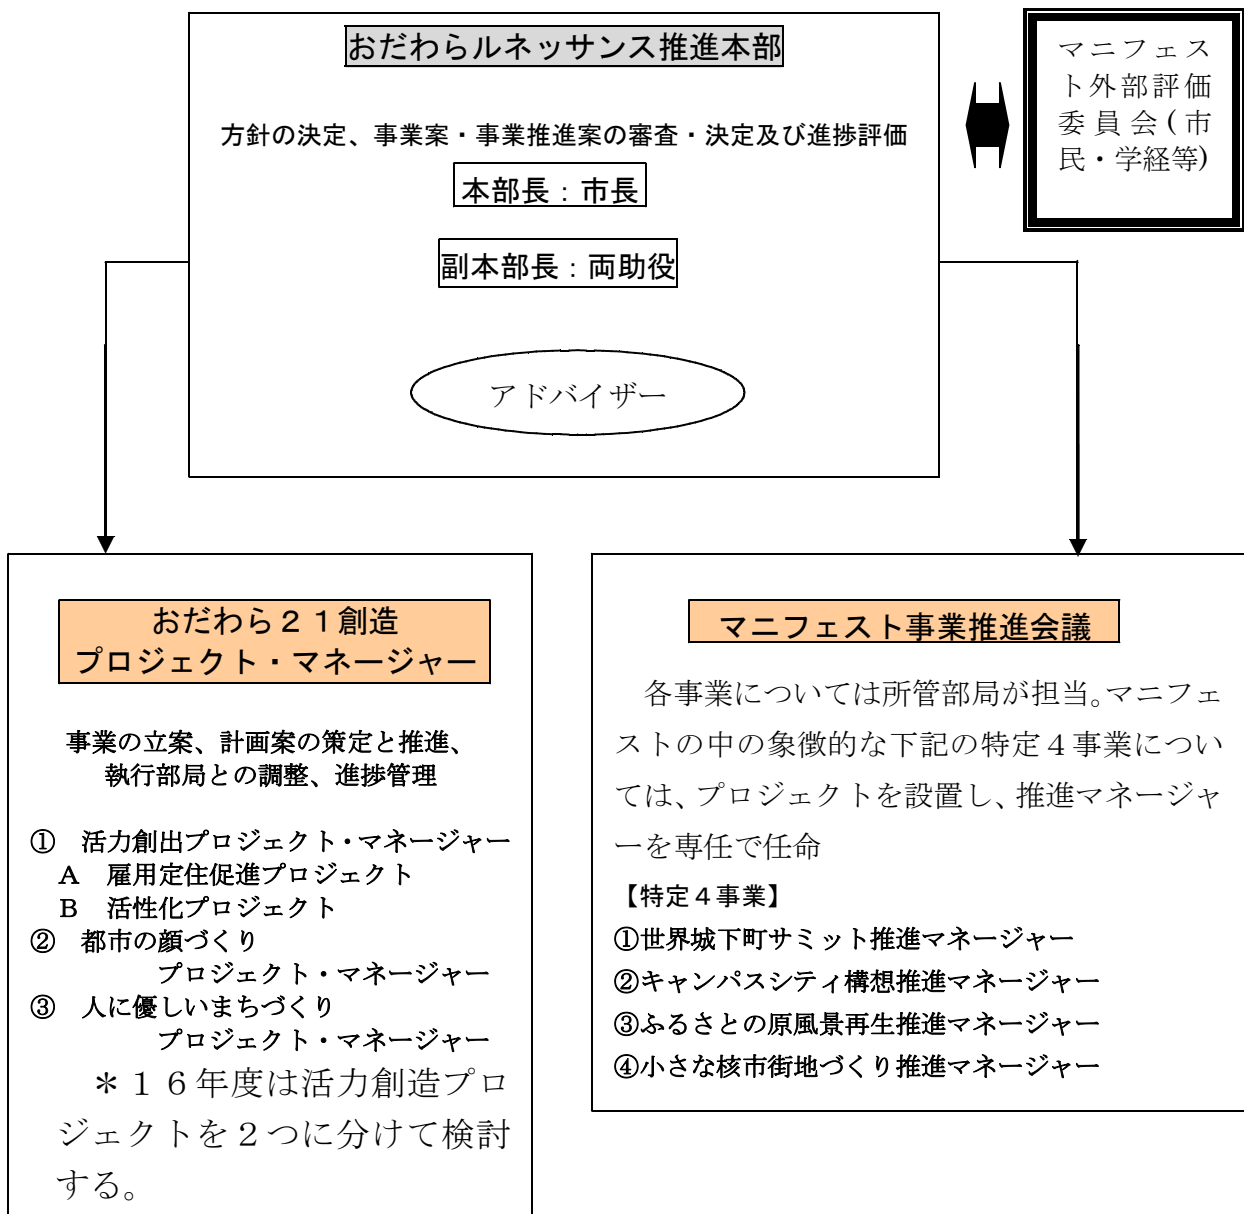 おだわらルネッサンス推進本部
方針の決定、事業案・事業推進案の審査・決定及び進捗評価
本部長：市長
副本部長：両助役
アドバイザー
マニフェス
ト外部評価
委員会(市
民・学経等)
おだわら２１創造
プロジェクト・マネージャー
事業の立案、計画案の策定と推進、
執行部局との調整、進捗管理
①　活力創出プロジェクト・マネージャー
A　雇用定住促進プロジェクト
B　活性化プロジェクト
②　都市の顔づくり
プロジェクト・マネージャー
③　人に優しいまちづくり
プロジェクト・マネージャー
＊１６年度は活力創造プロ
ジェクトを２つに分けて検討
する。
マニフェスト事業推進会議
各事業については所管部局が担当。マニフェ
ストの中の象徴的な下記の特定４事業につい
ては、プロジェクトを設置し、推進マネージャ
ーを専任で任命
【特定４事業】
①世界城下町サミット推進マネージャー
②キャンパスシティ構想推進マネージャー
③ふるさとの原風景再生推進マネージャー
④小さな核市街地づくり推進マネージャー